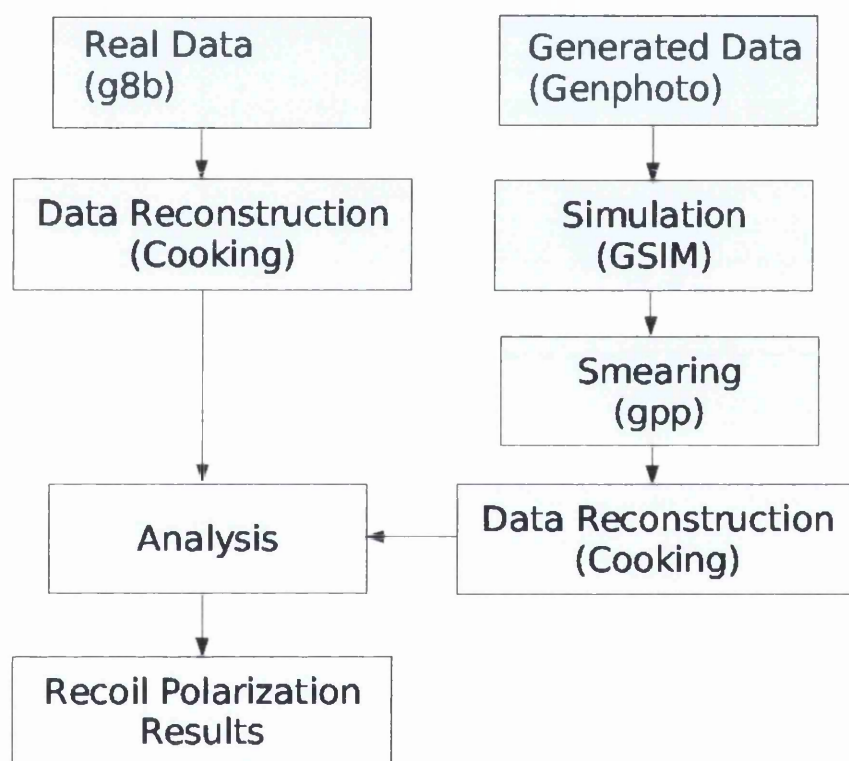 Real Data
(g8b)
Generated Data
(Genphoto)
Data Reconstruction
(Cooking)
Simulation
(GSIM)
Smearing
(gpp)
Analysis
Data Reconstruction
(Cooking)
Recoil Polarization
Results